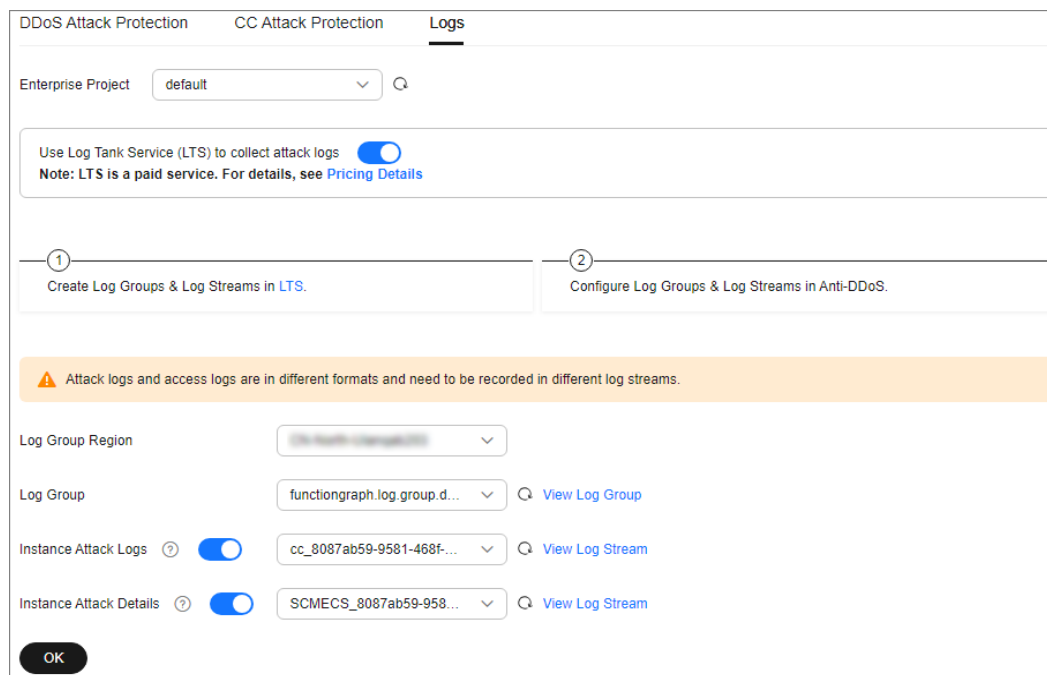 DDoS Attack Protection CC Attack Protection Logs
Enterprise Project default
Use Log Tank Service (LTS) to collect attack logs
Note: LTS is a paid service. For details, see Pricing Details
1 2
Create Log Groups & Log Streams in LTS. Configure Log Groups & Log Streams in Anti-DDoS.
Attack logs and access logs are in different formats and need to be recorded in different log streams.
Log Group Region
Log Group functiongraph.log.group.d... View Log Group
Instance Attack Logs ? cc_8087ab59-9581-468f-... View Log Stream
Instance Attack Details ? SCMECS_8087ab59-958... View Log Stream
OK